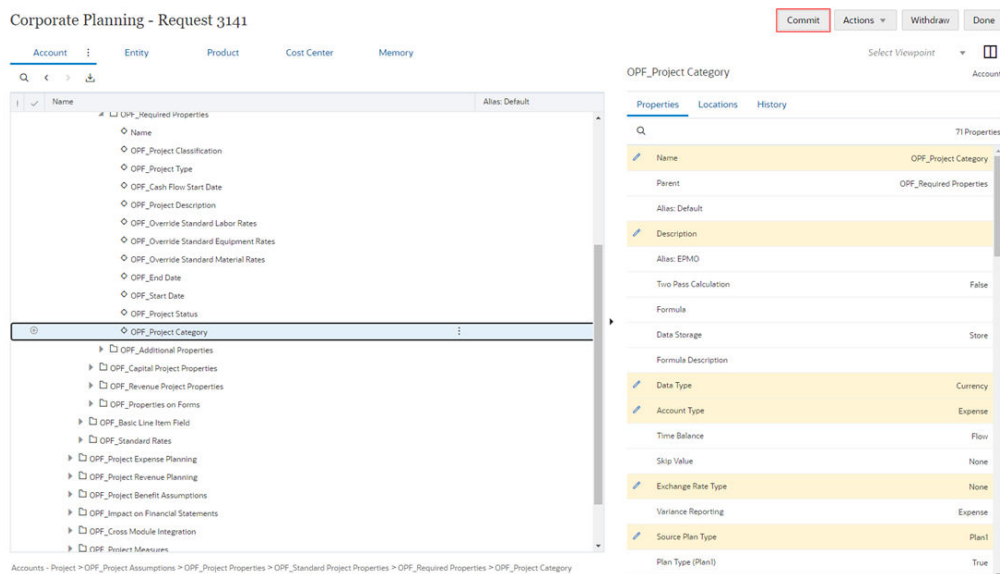 Corporate Planning - Request 3141
Commit
Actions
Withdraw
Done
Account
Entity
Product
Cost Center
Memory
Select Viewpoint
Name
Alias: Default
OPF_Required Properties
Name
OPF_Project Classification
OPF_Project Type
OPF_Cash Flow Start Date
OPF_Project Description
OPF_Override Standard Labor Rates
OPF_Override Standard Equipment Rates
OPF_Override Standard Material Rates
OPF_End Date
OPF_Start Date
OPF_Project Status
OPF_Project Category
OPF_Additional Properties
OPF_Capital Project Properties
OPF_Revenue Project Properties
OPF_Properties on Forms
OPF_Basic Line Item Field
OPF_Standard Rates
OPF_Project Expense Planning
OPF_Project Revenue Planning
OPF_Project Benefit Assumptions
OPF_Impact on Financial Statements
OPF_Cross Module Integration
OPF_Project Measures
Accounts - Project > OPF_Project Assumptions > OPF_Project Properties > OPF_Standard Project Properties > OPF_Required Properties > OPF_Project Category
OPF_Project Category
Account
Properties
Locations
History
71 Properties
Name OPF_Project Category
Parent OPF_Required Properties
Alias: Default
Description
Alias: EPMO
Two Pass Calculation False
Formula
Data Storage Store
Formula Description
Data Type Currency
Account Type Expense
Time Balance Flow
Skip Value None
Exchange Rate Type None
Variance Reporting Expense
Source Plan Type Plan1
Plan Type (Plan1) True